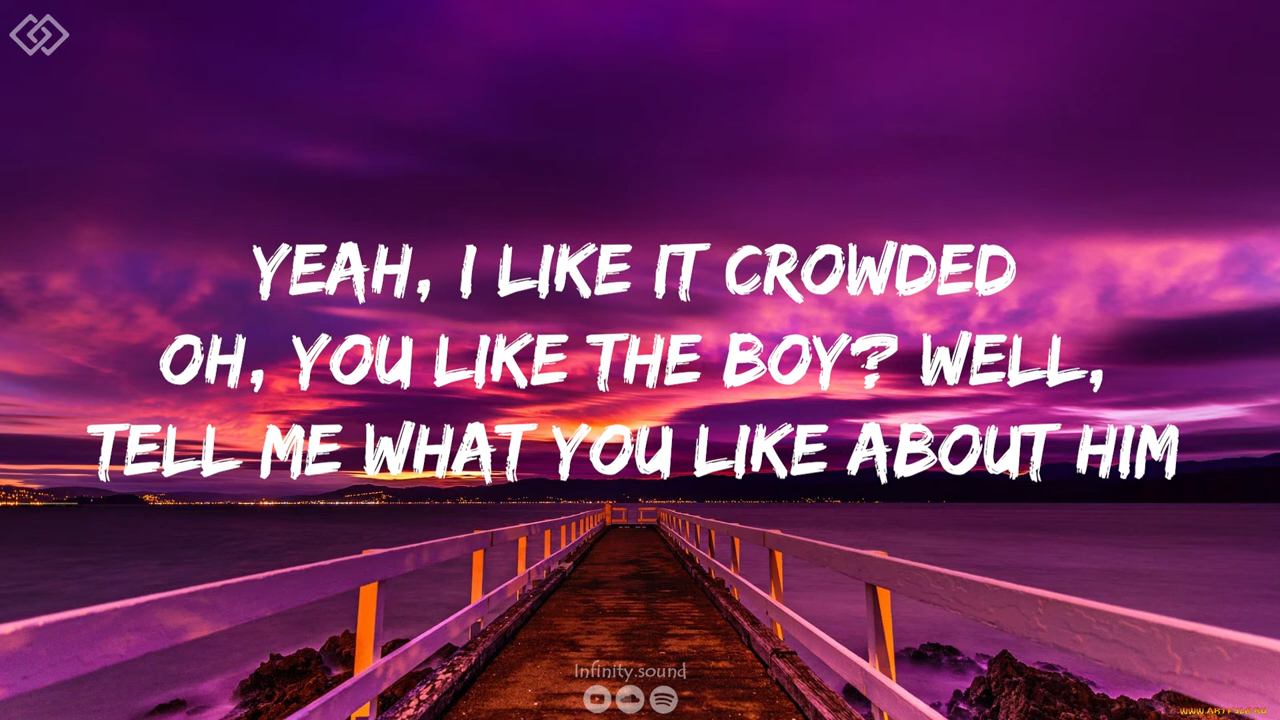 YEAH, I LIKE IT CROWDED
OH, YOU LIKE THE BOY? WELL,
TELL ME WHAT YOU LIKE ABOUT HIM
Infinity.sound